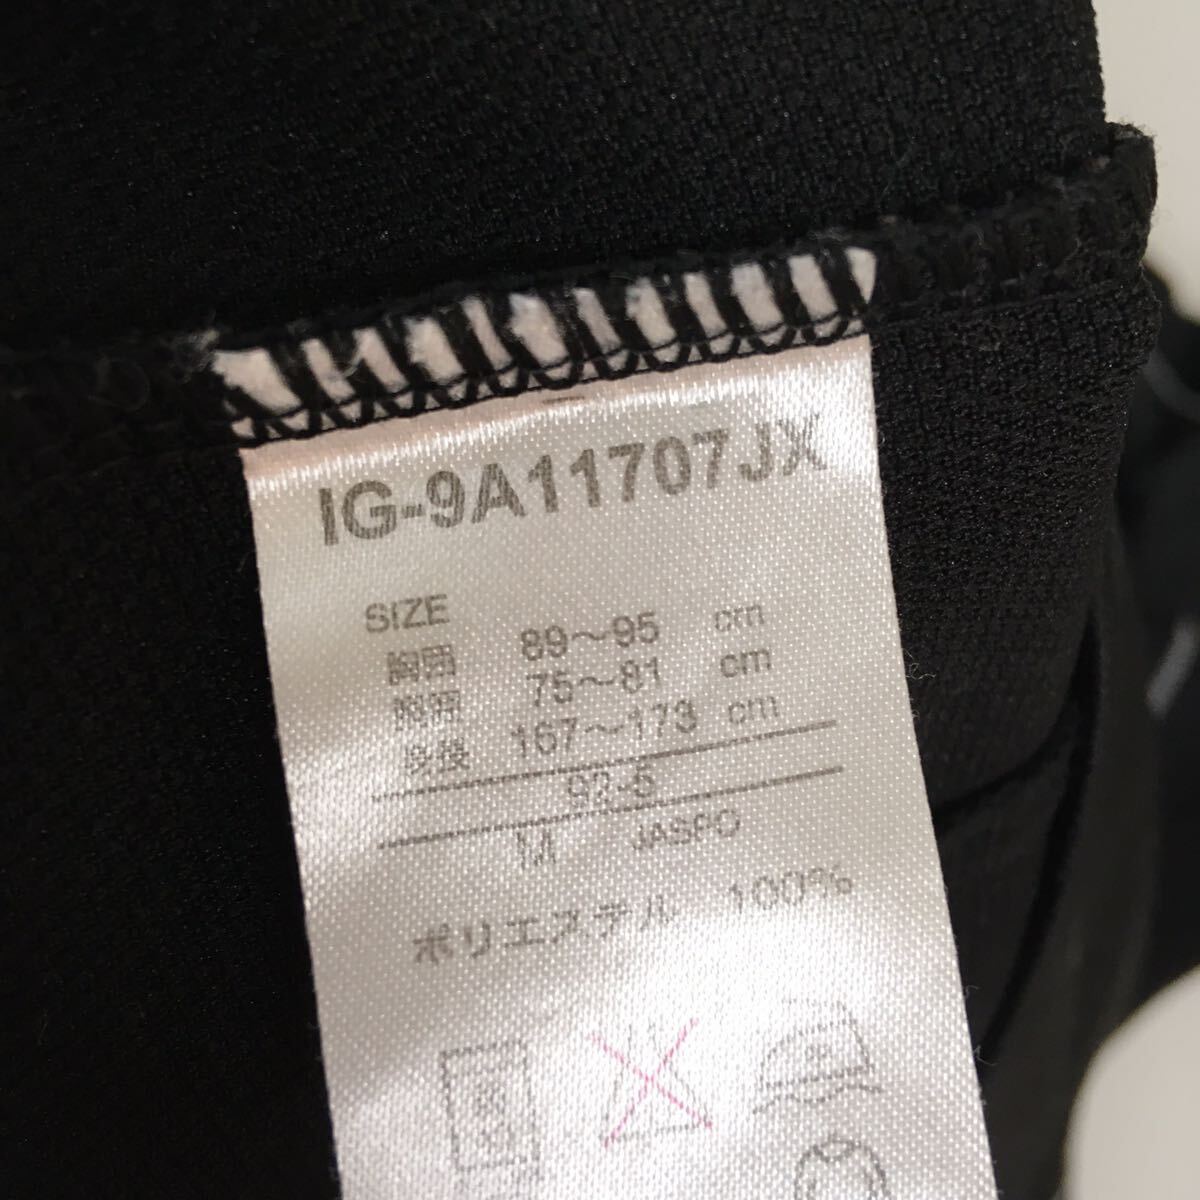 IG-9A11707JX
SIZE
胸囲 89～95 cm
胴囲 75～81 cm
身長 167～173 cm
92-5
M JASPO
ポリエステル 100%